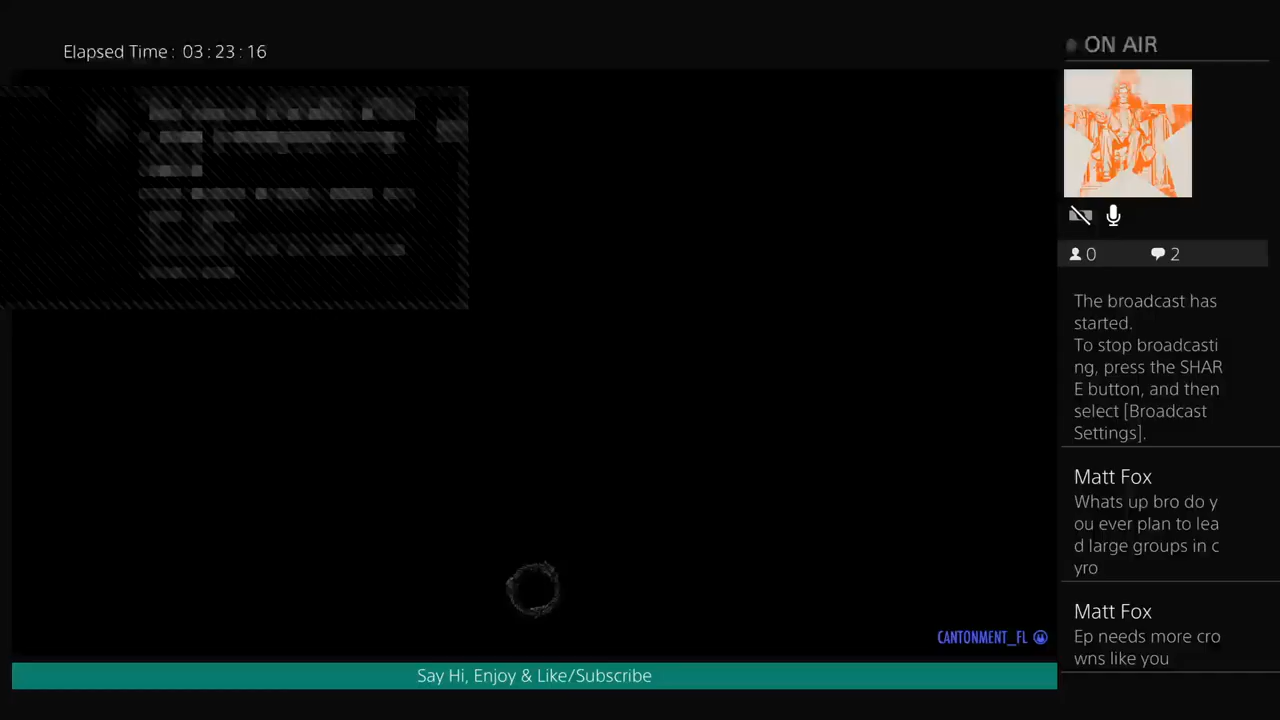 Elapsed Time: 03:23:16
ON AIR
0 2
The broadcast has
started.
To stop broadcasti
ng, press the SHAR
E button, and then
select [Broadcast
Settings].
Matt Fox
Whats up bro do y
ou ever plan to lea
d large groups in c
yro
Matt Fox
Ep needs more cro
wns like you
CANTONMENT_FL
Say Hi, Enjoy & Like/Subscribe